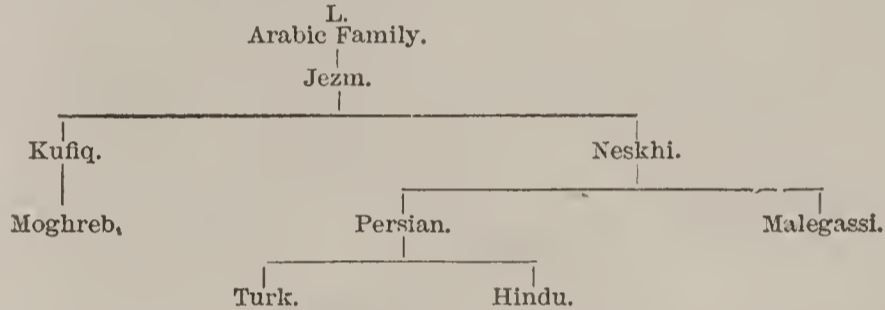 L.
Arabic Family.
Jezm.
Kufiq. Neskhi.
Moghreb. Persian. Malegassi.
Turk. Hindu.